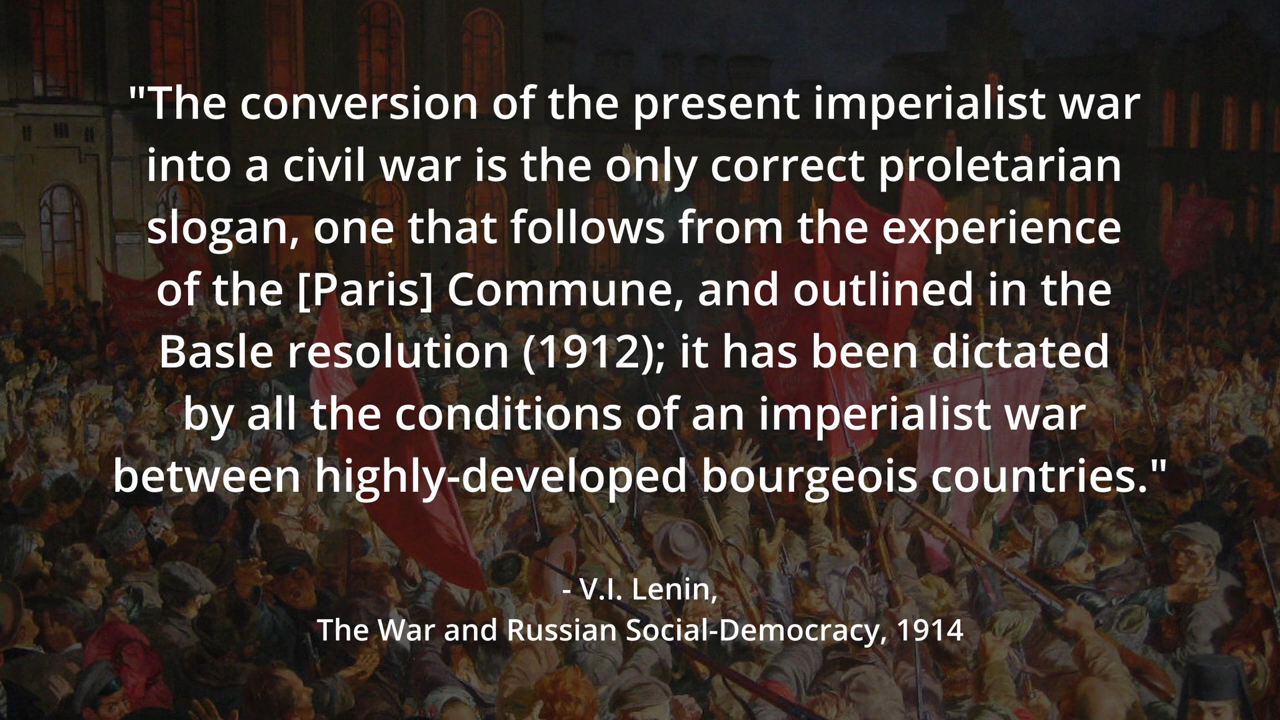 "The conversion of the present imperialist war
into a civil war is the only correct proletarian
slogan, one that follows from the experience
of the [Paris] Commune, and outlined in the
Basle resolution (1912); it has been dictated
by all the conditions of an imperialist war
between highly-developed bourgeois countries."
- V.I. Lenin,
The War and Russian Social-Democracy, 1914